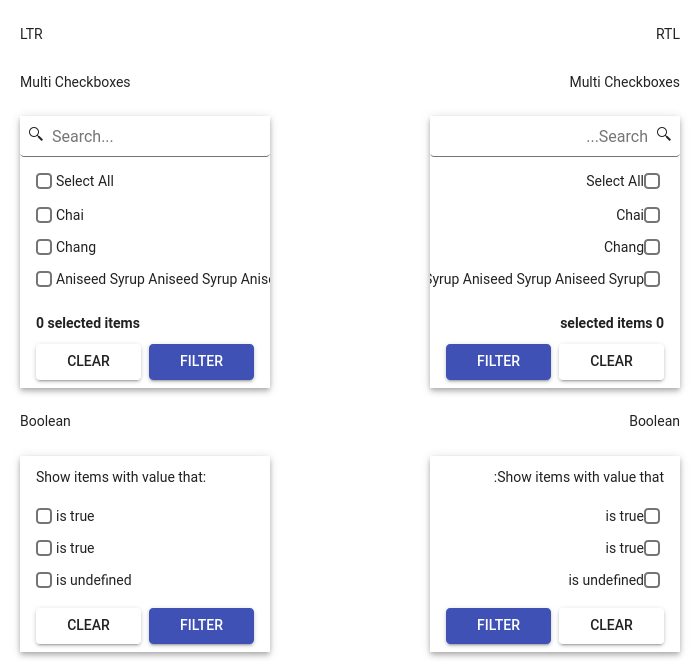 LTR
RTL
Multi Checkboxes
Multi Checkboxes
Search...
...Search
Select All
Select All
Chai
Chai
Chang
Chang
Aniseed Syrup Aniseed Syrup
Syrup Aniseed Syrup Aniseed Syrup
0 selected items
selected items 0
CLEAR FILTER
FILTER CLEAR
Boolean
Boolean
Show items with value that:
:Show items with value that
is true
is true
is true
is true
is undefined
is undefined
CLEAR FILTER
FILTER CLEAR